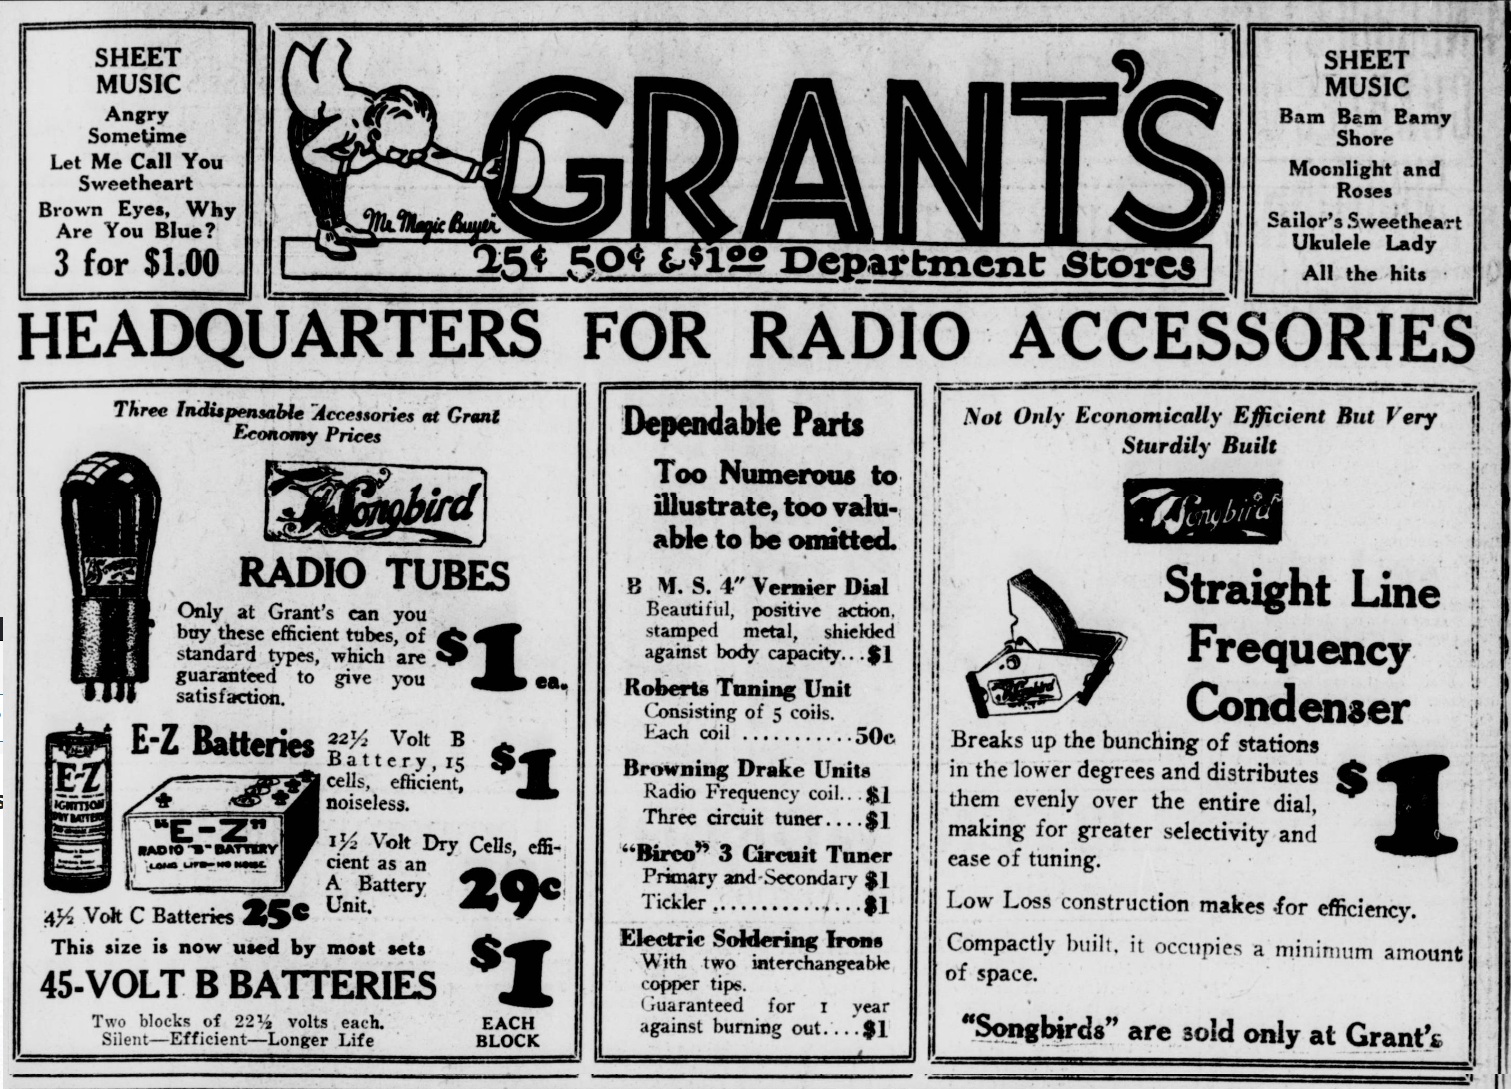 SHEET
MUSIC
Angry
Sometime
Let Me Call You
Sweetheart
Brown Eyes, Why
Are You Blue?
3 for $1.00
Mr. Magic Buyer
GRANT'S
25¢ 50¢ & $1.00 Department Stores
SHEET
MUSIC
Bam Bam Bamy
Shore
Moonlight and
Roses
Sailor's Sweetheart
Ukulele Lady
All the hits
HEADQUARTERS FOR RADIO ACCESSORIES
Three Indispensable Accessories at Grant
Economy Prices
Songbird
RADIO TUBES
Only at Grant's can you
buy these efficient tubes, of
standard types, which are
guaranteed to give you
satisfaction.
$1 ea.
E-Z Batteries
22½ Volt B
Battery, 15
cells, efficient,
noiseless.
$1
E-Z
IGNITION
DRY BATTERY
"E-Z"
RADIO "B" BATTERY
LONG LIFE—NO NOISE
1½ Volt Dry Cells, effi-
cient as an
A Battery
Unit.
29c
4½ Volt C Batteries 25c
This size is now used by most sets
45-VOLT B BATTERIES
Two blocks of 22½ volts each.
Silent—Efficient—Longer Life
$1
EACH
BLOCK
Dependable Parts
Too Numerous to
illustrate, too valu-
able to be omitted.
B M. S. 4" Vernier Dial
Beautiful, positive action,
stamped metal, shielded
against body capacity...$1
Roberts Tuning Unit
Consisting of 5 coils.
Each coil ...........50c
Browning Drake Units
Radio Frequency coil...$1
Three circuit tuner....$1
"Birco" 3 Circuit Tuner
Primary and Secondary $1
Tickler ..............$1
Electric Soldering Irons
With two interchangeable
copper tips.
Guaranteed for 1 year
against burning out....$1
Not Only Economically Efficient But Very
Sturdily Built
Songbird
Straight Line
Frequency
Condenser
Songbird
Breaks up the bunching of stations
in the lower degrees and distributes
them evenly over the entire dial,
making for greater selectivity and
ease of tuning.
$1
Low Loss construction makes for efficiency.
Compactly built, it occupies a minimum amount
of space.
"Songbirds" are sold only at Grant's